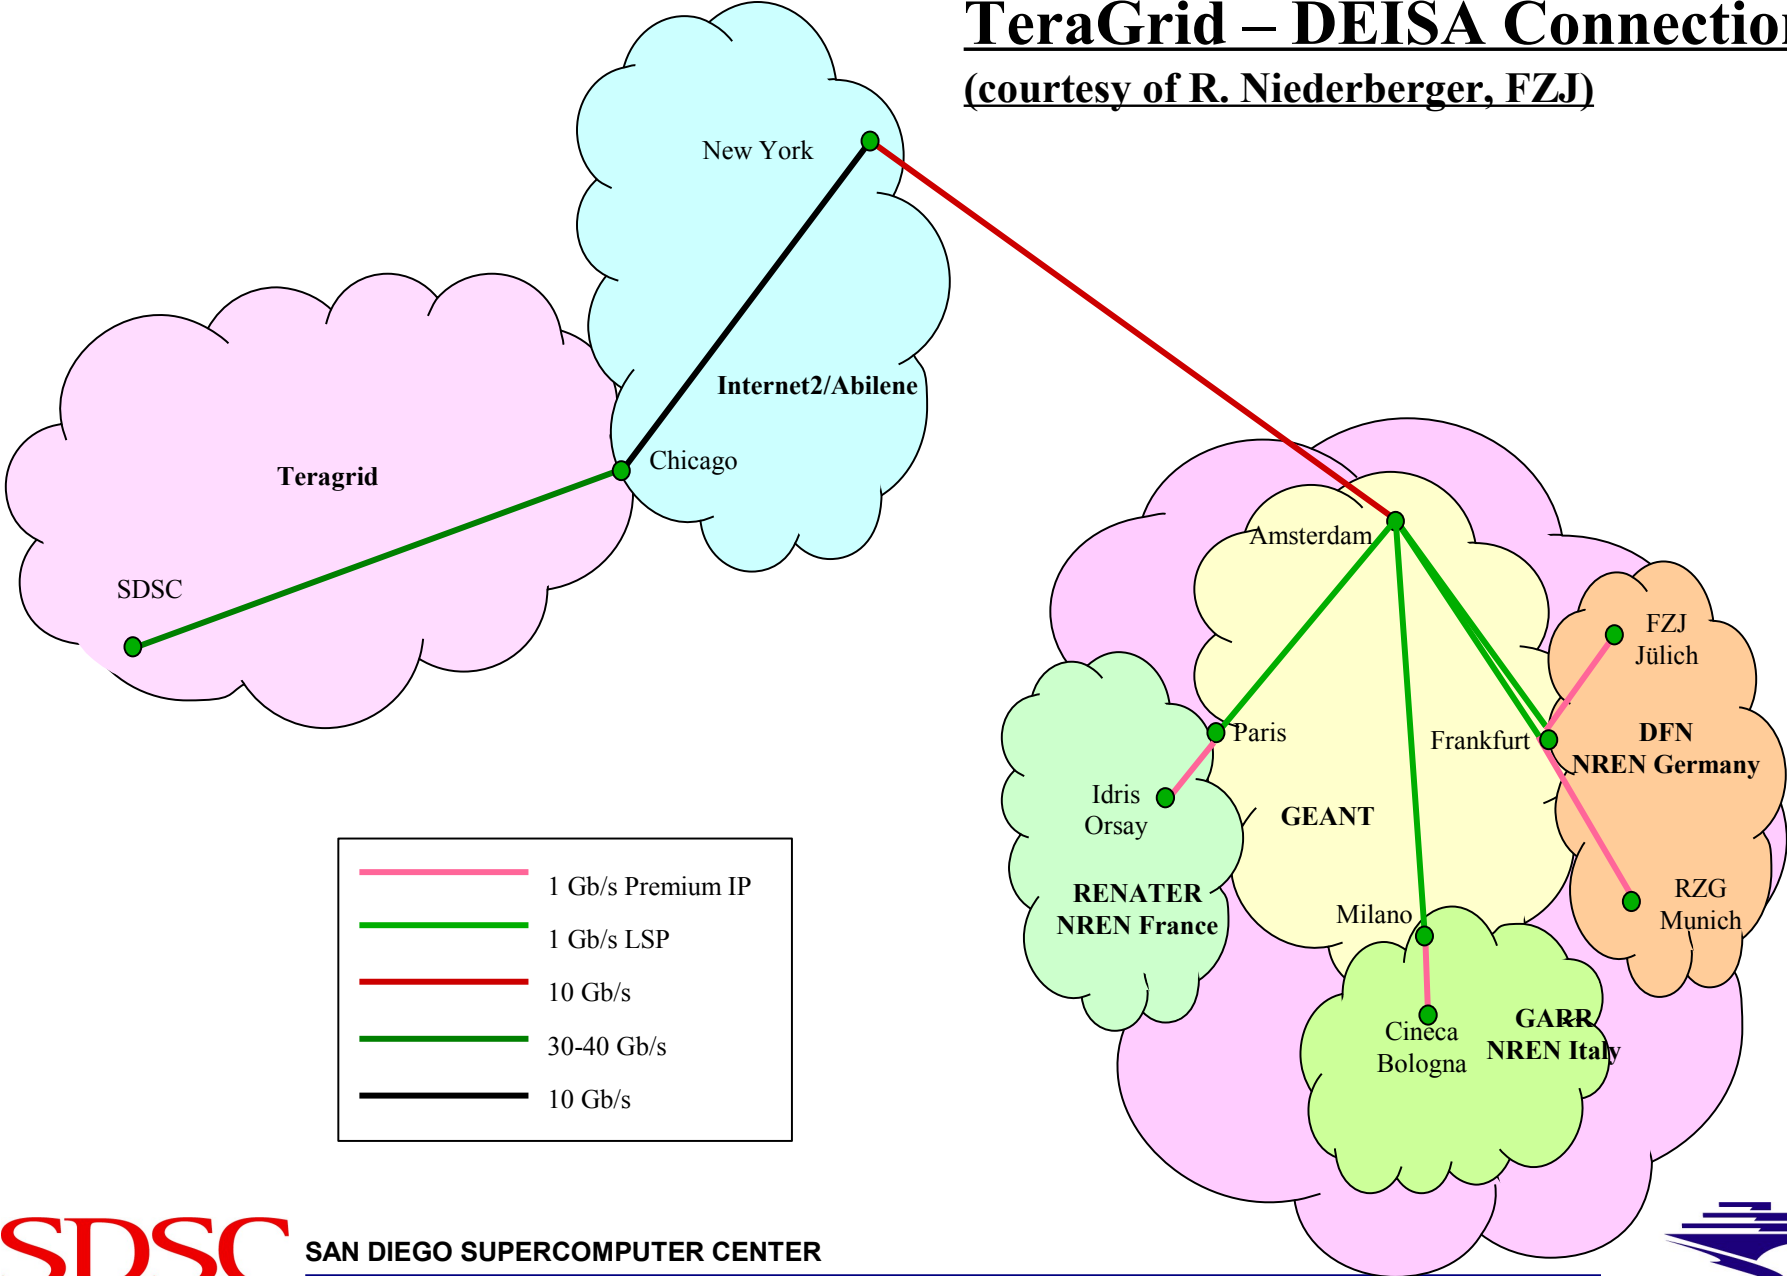 TeraGrid – DEISA Connection
(courtesy of R. Niederberger, FZJ)
New York
Internet2/Abilene
Chicago
Teragrid
SDSC
Amsterdam
FZJ
Jülich
Paris
Frankfurt
DFN
NREN Germany
Idris
Orsay
GEANT
RENATER
NREN France
Milano
RZG
Munich
Cineca
Bologna
GARR
NREN Italy
1 Gb/s Premium IP
1 Gb/s LSP
10 Gb/s
30-40 Gb/s
10 Gb/s
SDSC
SAN DIEGO SUPERCOMPUTER CENTER